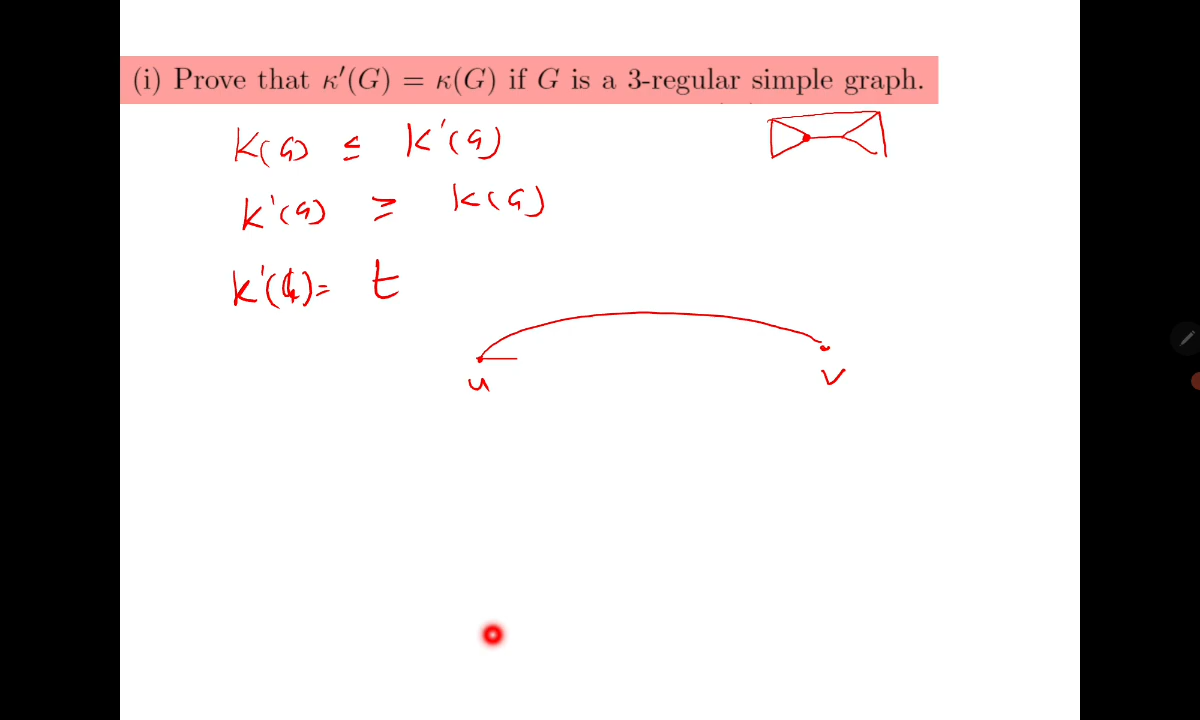 (i) Prove that κ′(G) = κ(G) if G is a 3-regular simple graph.
K(G) ≤ K'(G)
K'(G) ≥ K(G)
K'(G) = t
u v